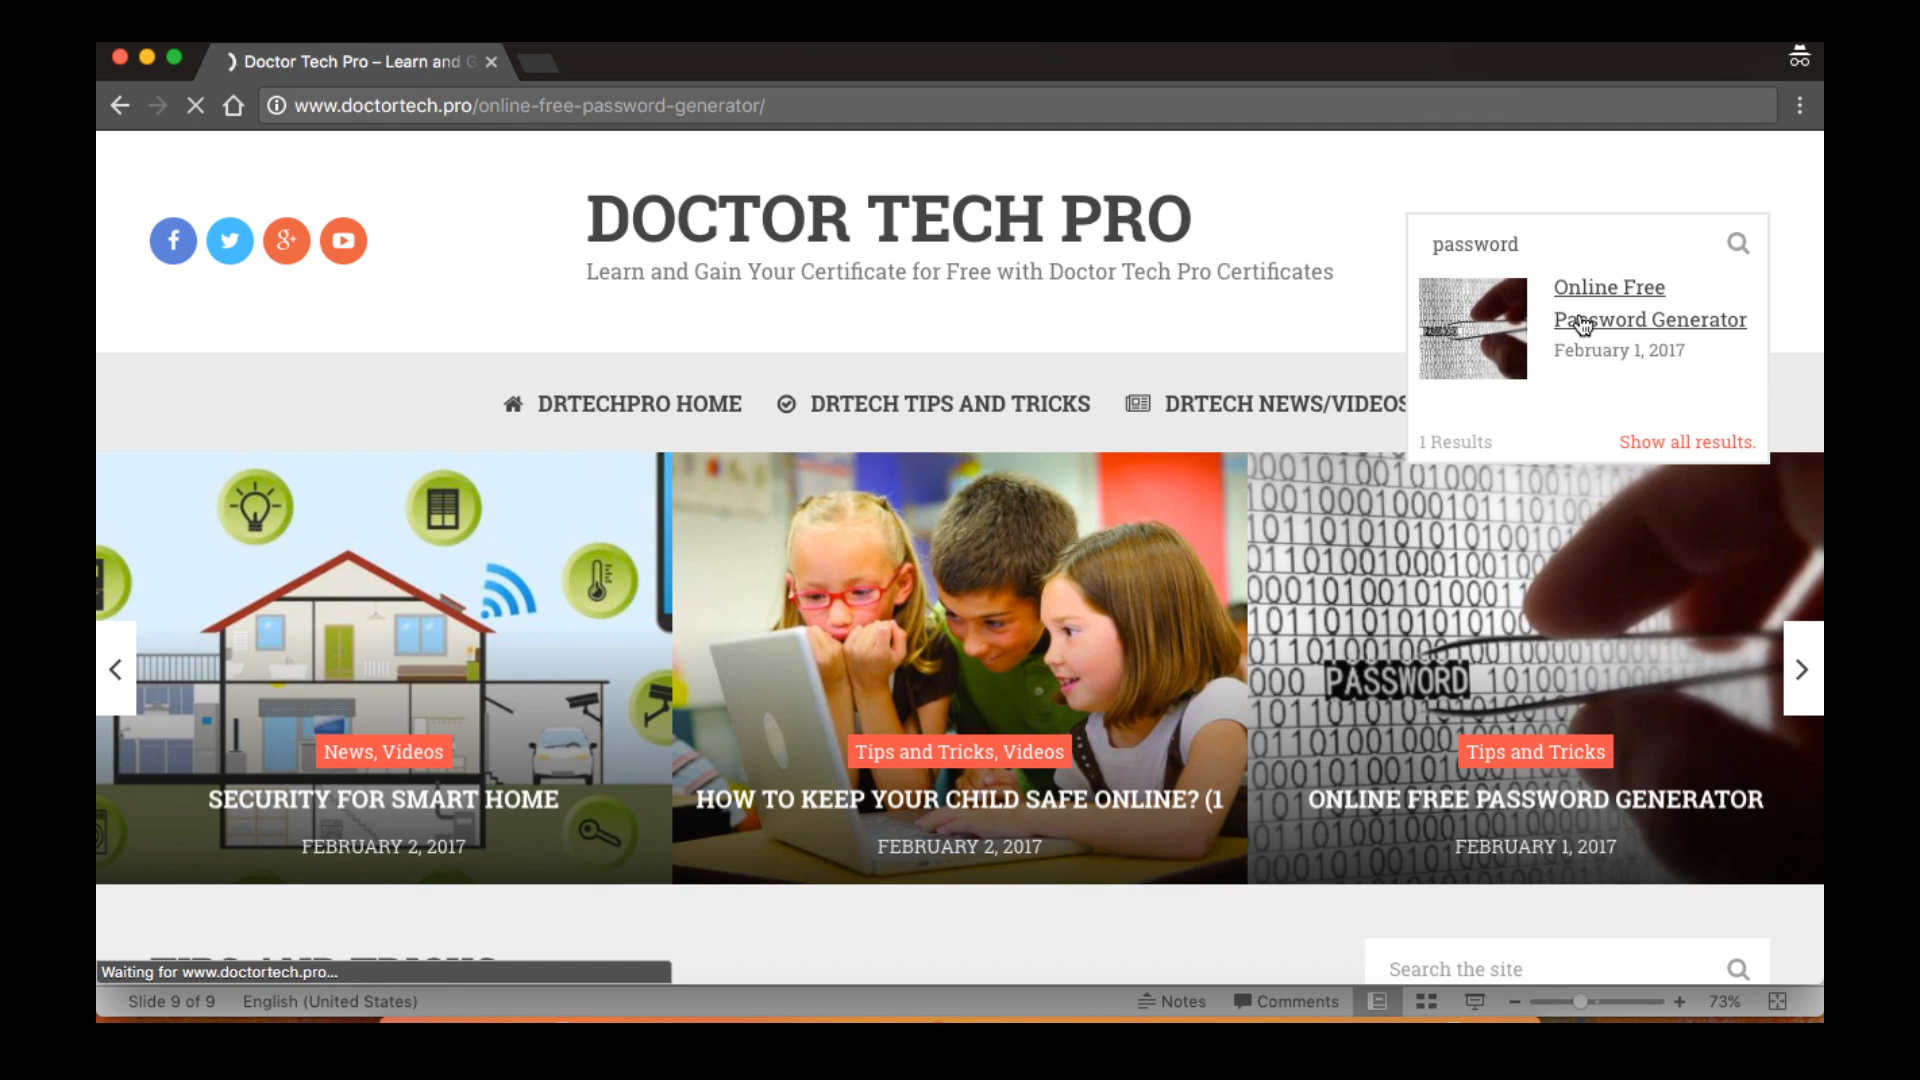 Doctor Tech Pro – Learn and G
www.doctortech.pro/online-free-password-generator/
DOCTOR TECH PRO
Learn and Gain Your Certificate for Free with Doctor Tech Pro Certificates
password
Online Free
Password Generator
February 1, 2017
1 Results
Show all results.
DRTECHPRO HOME
DRTECH TIPS AND TRICKS
DRTECH NEWS/VIDEOS
PASSWORD
News, Videos
SECURITY FOR SMART HOME
FEBRUARY 2, 2017
Tips and Tricks, Videos
HOW TO KEEP YOUR CHILD SAFE ONLINE? (1
FEBRUARY 2, 2017
Tips and Tricks
ONLINE FREE PASSWORD GENERATOR
FEBRUARY 1, 2017
Search the site
Waiting for www.doctortech.pro...
Slide 9 of 9
English (United States)
Notes
Comments
73%